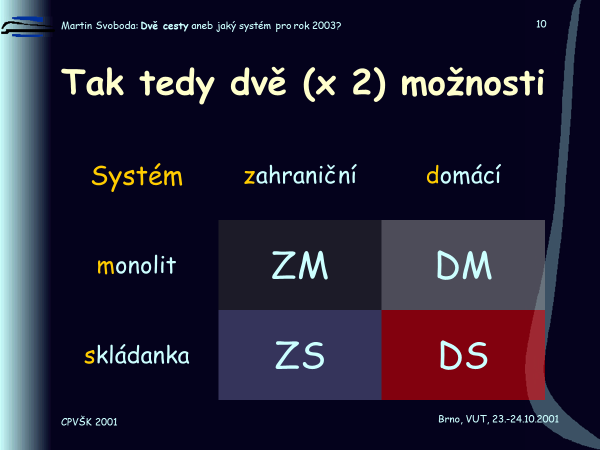 Martin Svoboda: Dvě cesty aneb jaký systém pro rok 2003? 10
Tak tedy dvě (x 2) možnosti
Systém zahraniční domácí
monolit ZM DM
skládanka ZS DS
CPVŠK 2001 Brno, VUT, 23.-24.10.2001